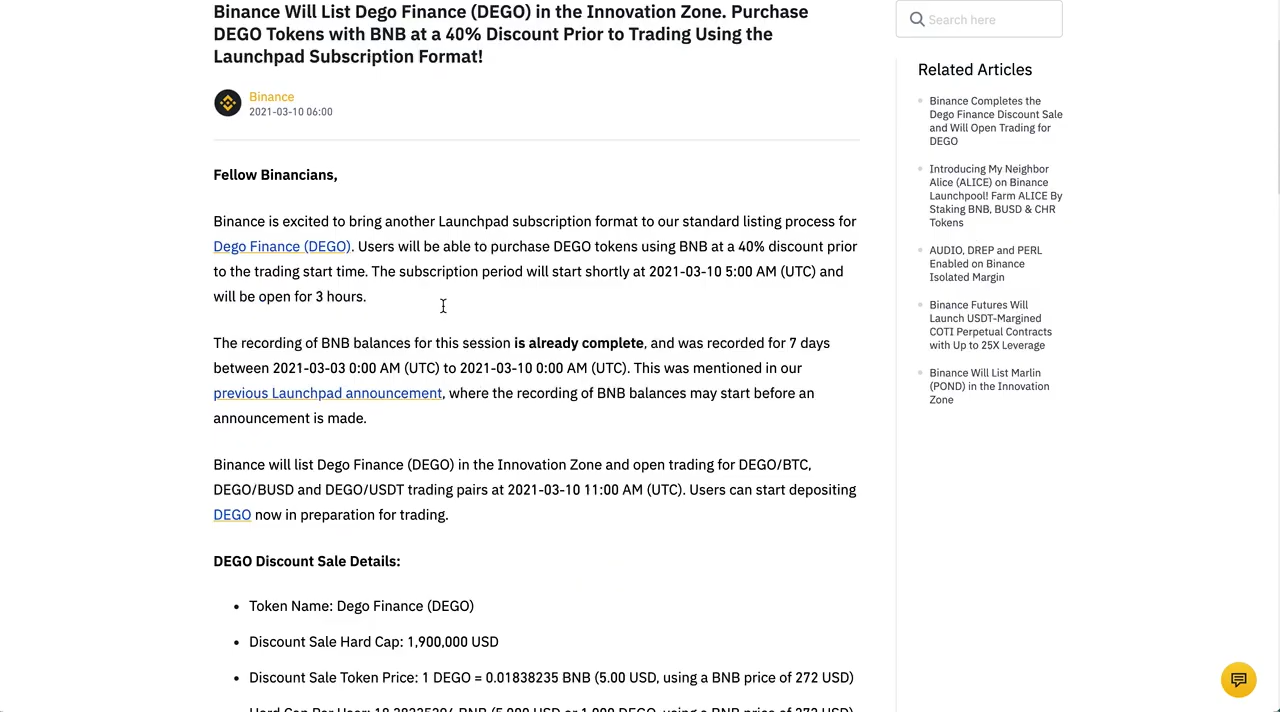 Binance Will List Dego Finance (DEGO) in the Innovation Zone. Purchase
DEGO Tokens with BNB at a 40% Discount Prior to Trading Using the
Launchpad Subscription Format!
Binance
2021-03-10 06:00
Fellow Binancians,
Binance is excited to bring another Launchpad subscription format to our standard listing process for
Dego Finance (DEGO). Users will be able to purchase DEGO tokens using BNB at a 40% discount prior
to the trading start time. The subscription period will start shortly at 2021-03-10 5:00 AM (UTC) and
will be open for 3 hours.
The recording of BNB balances for this session is already complete, and was recorded for 7 days
between 2021-03-03 0:00 AM (UTC) to 2021-03-10 0:00 AM (UTC). This was mentioned in our
previous Launchpad announcement, where the recording of BNB balances may start before an
announcement is made.
Binance will list Dego Finance (DEGO) in the Innovation Zone and open trading for DEGO/BTC,
DEGO/BUSD and DEGO/USDT trading pairs at 2021-03-10 11:00 AM (UTC). Users can start depositing
DEGO now in preparation for trading.
DEGO Discount Sale Details:
• Token Name: Dego Finance (DEGO)
• Discount Sale Hard Cap: 1,900,000 USD
• Discount Sale Token Price: 1 DEGO = 0.01838235 BNB (5.00 USD, using a BNB price of 272 USD)
Search here
Related Articles
Binance Completes the
Dego Finance Discount Sale
and Will Open Trading for
DEGO
Introducing My Neighbor
Alice (ALICE) on Binance
Launchpool! Farm ALICE By
Staking BNB, BUSD & CHR
Tokens
AUDIO, DREP and PERL
Enabled on Binance
Isolated Margin
Binance Futures Will
Launch USDT-Margined
COTI Perpetual Contracts
with Up to 25X Leverage
Binance Will List Marlin
(POND) in the Innovation
Zone